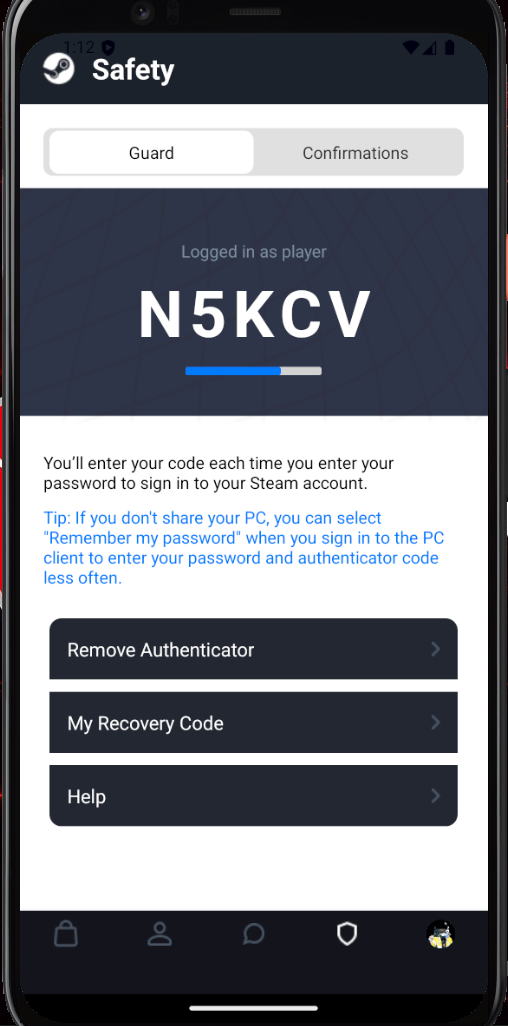 1:12
Safety
Guard
Confirmations
Logged in as player
N5KCV
You’ll enter your code each time you enter your
password to sign in to your Steam account.
Tip: If you don't share your PC, you can select
"Remember my password" when you sign in to the PC
client to enter your password and authenticator code
less often.
Remove Authenticator
My Recovery Code
Help